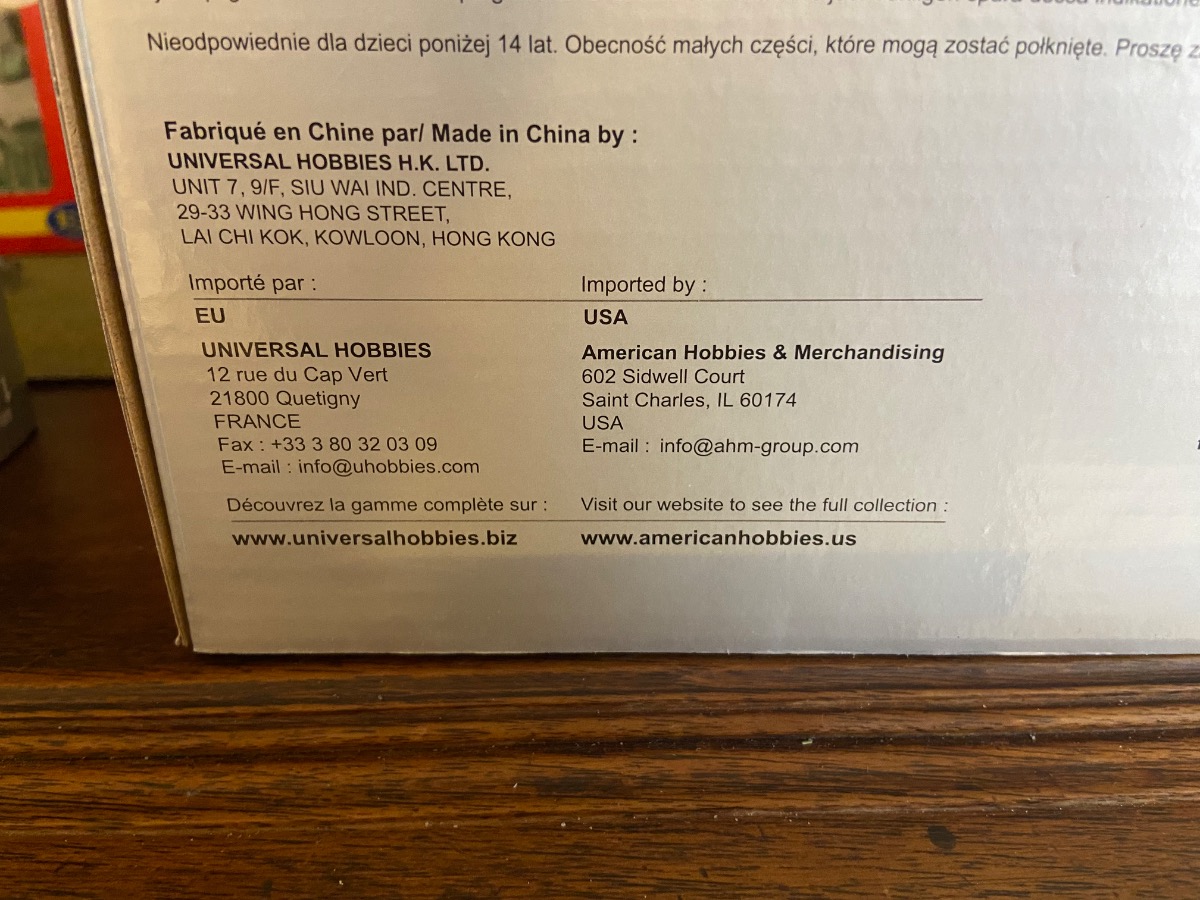 Nieodpowiednie dla dzieci poniżej 14 lat. Obecność małych części, które mogą zostać połknięte. Proszę
Fabriqué en Chine par/ Made in China by :
UNIVERSAL HOBBIES H.K. LTD.
UNIT 7, 9/F, SIU WAI IND. CENTRE,
29-33 WING HONG STREET,
LAI CHI KOK, KOWLOON, HONG KONG
Importé par :
EU
UNIVERSAL HOBBIES
12 rue du Cap Vert
21800 Quetigny
FRANCE
Fax : +33 3 80 32 03 09
E-mail : info@uhobbies.com
Découvrez la gamme complète sur :
www.universalhobbies.biz
Imported by :
USA
American Hobbies & Merchandising
602 Sidwell Court
Saint Charles, IL 60174
USA
E-mail : info@ahm-group.com
Visit our website to see the full collection :
www.americanhobbies.us